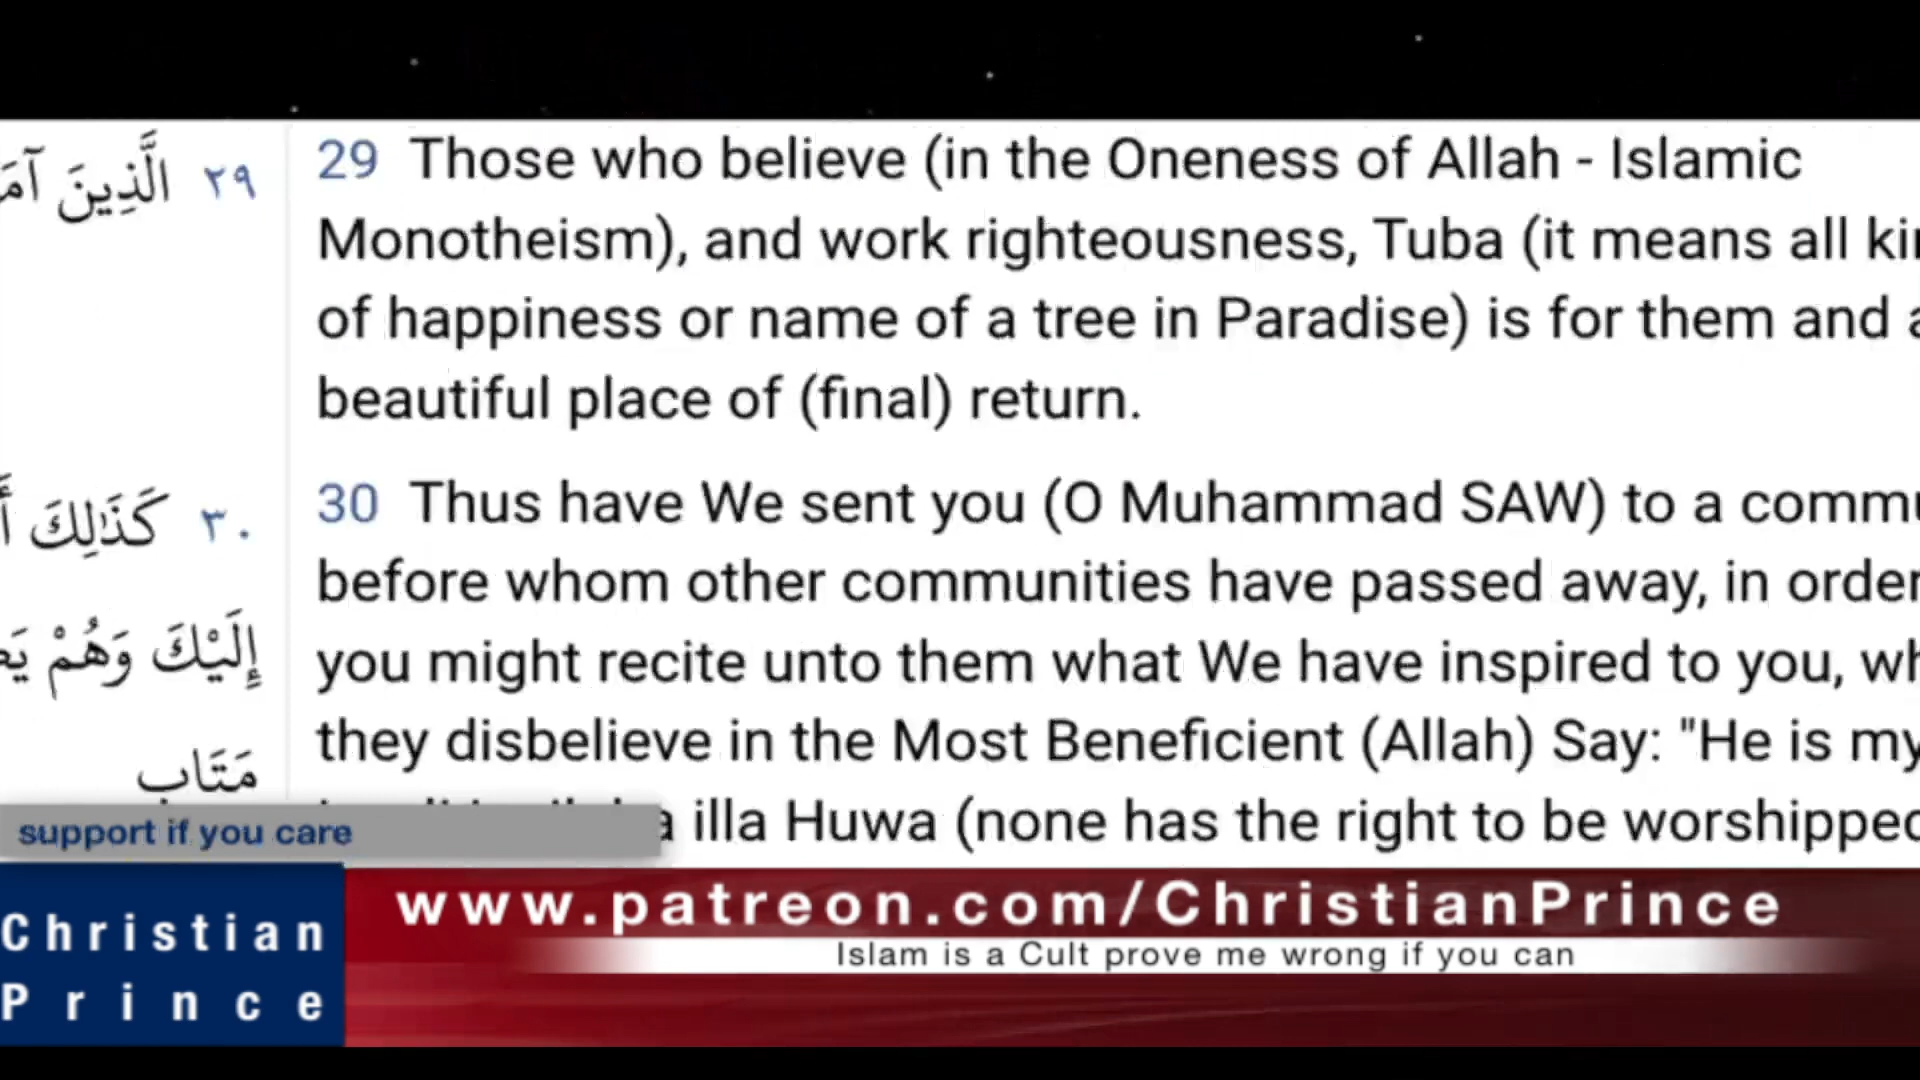 29 Those who believe (in the Oneness of Allah - Islamic
Monotheism), and work righteousness, Tuba (it means all
of happiness or name of a tree in Paradise) is for them and
beautiful place of (final) return.
٢٩ الَّذِينَ
30 Thus have We sent you (O Muhammad SAW) to a
before whom other communities have passed away, in order
you might recite unto them what We have inspired to you,
they disbelieve in the Most Beneficient (Allah) Say: "He is my
illa Huwa (none has the right to be worshipped
٣٠ كَذَٰلِكَ
إِلَيْكَ وَهُمْ
مَتَابِ
support if you care
Christian
Prince
www.patreon.com/ChristianPrince
Islam is a Cult prove me wrong if you can